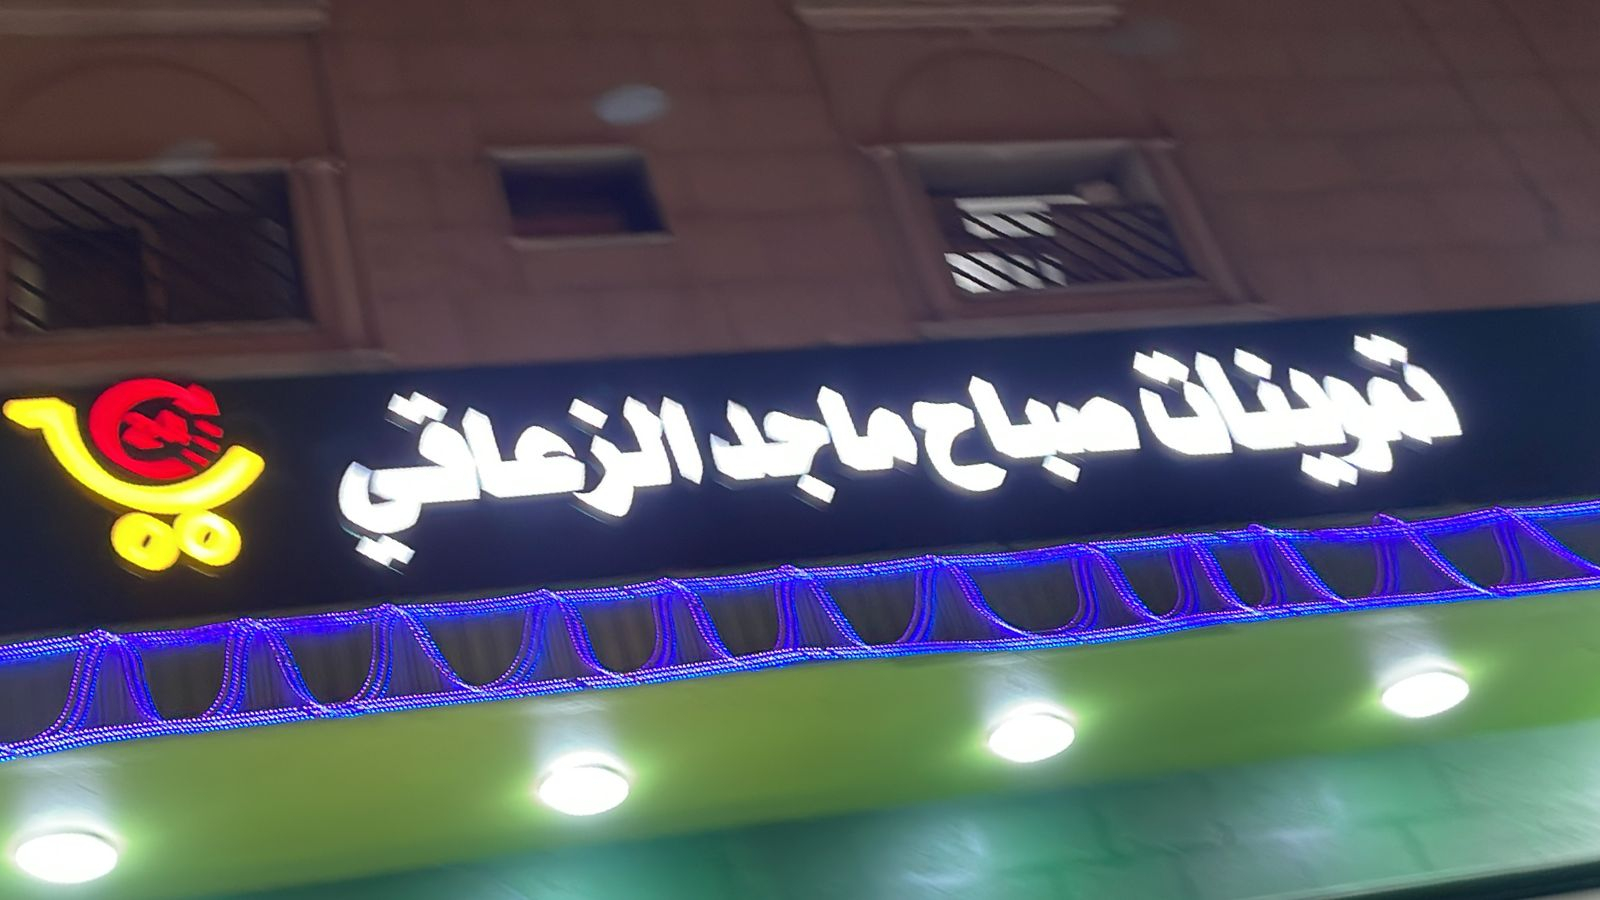 تموينات صباح ماجد الزعاقي